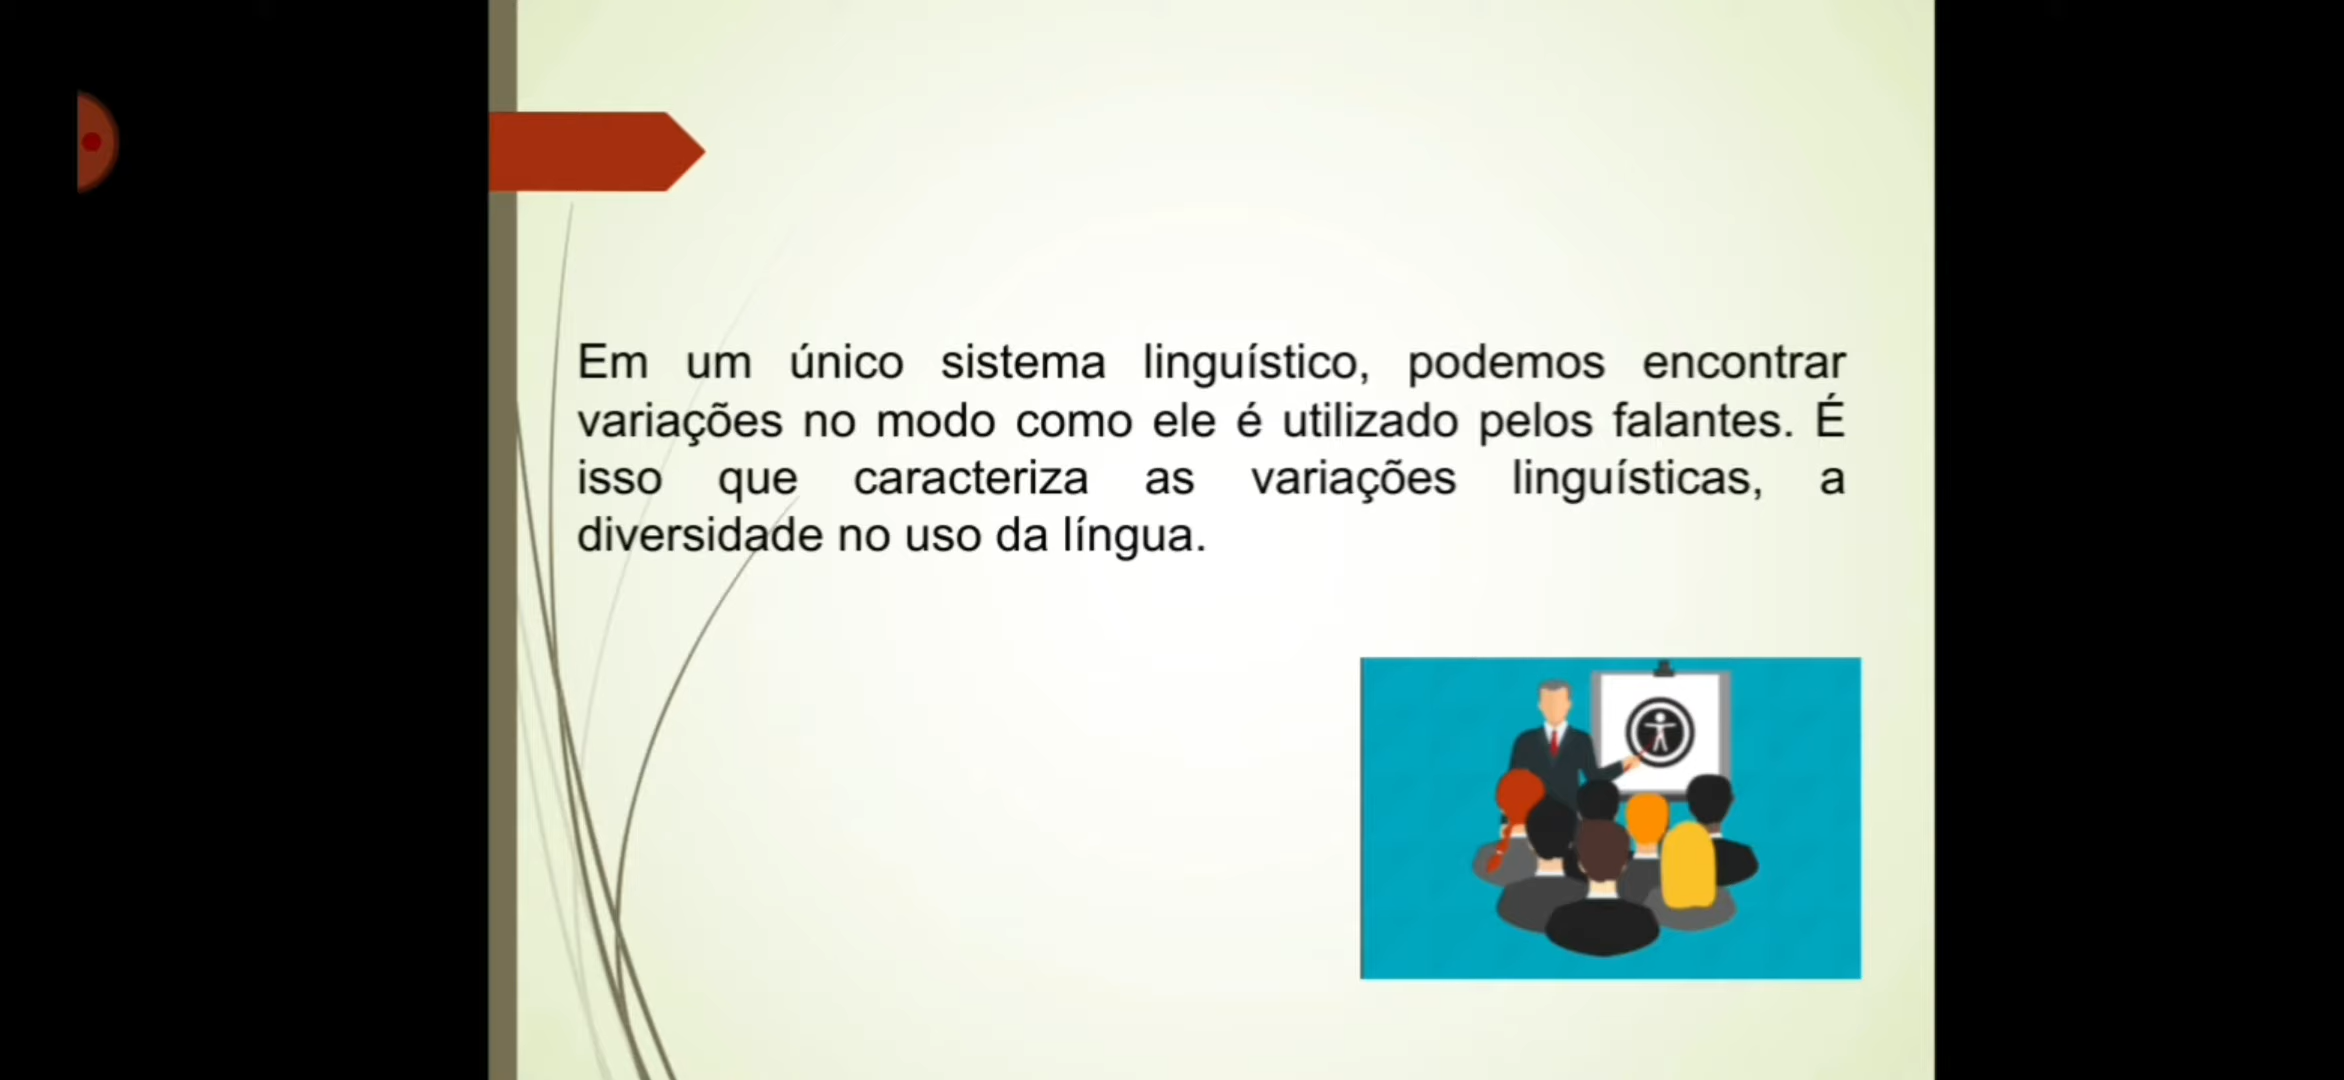 Em um único sistema linguístico, podemos encontrar
variações no modo como ele é utilizado pelos falantes. É
isso que caracteriza as variações linguísticas, a
diversidade no uso da língua.